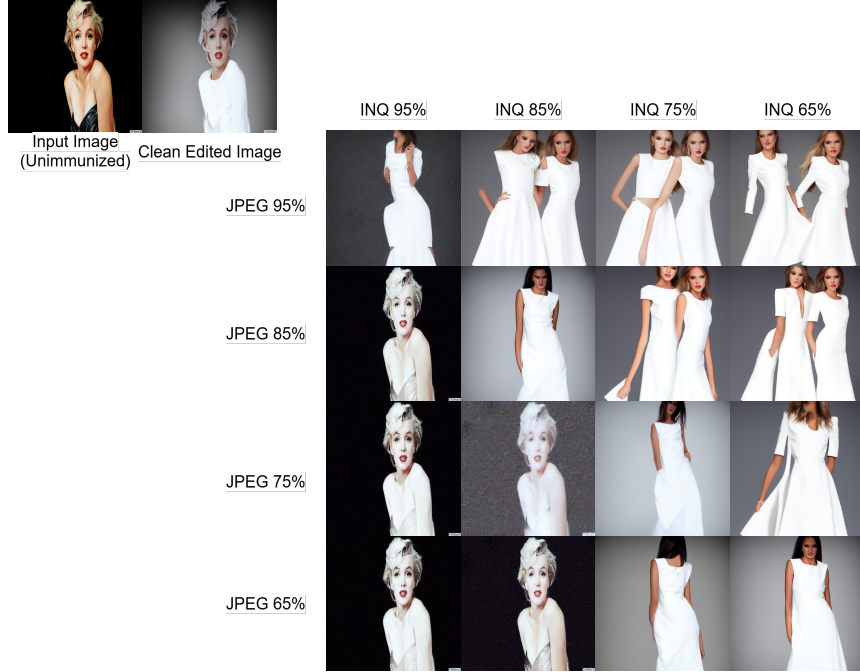 INQ 95% INQ 85% INQ 75% INQ 65%
Input Image
(Unimmunized)
Clean Edited Image
JPEG 95%
JPEG 85%
JPEG 75%
JPEG 65%